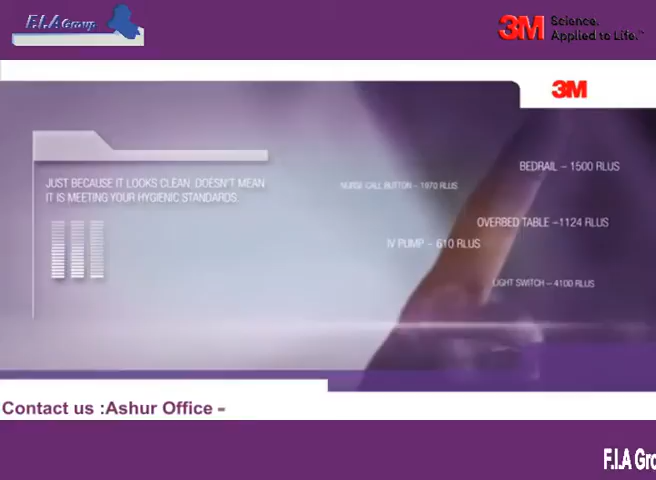 F.I.A Group
3M Science.
Applied to Life.™
3M
BEDRAIL – 1500 RLUS
JUST BECAUSE IT LOOKS CLEAN, DOESN'T MEAN
IT IS MEETING YOUR HYGIENIC STANDARDS.
NURSE CALL BUTTON – 1970 RLUS
OVERBED TABLE –1124 RLUS
IV PUMP – 610 RLUS
LIGHT SWITCH – 4100 RLUS
Contact us :Ashur Office –
F.I.A Gro